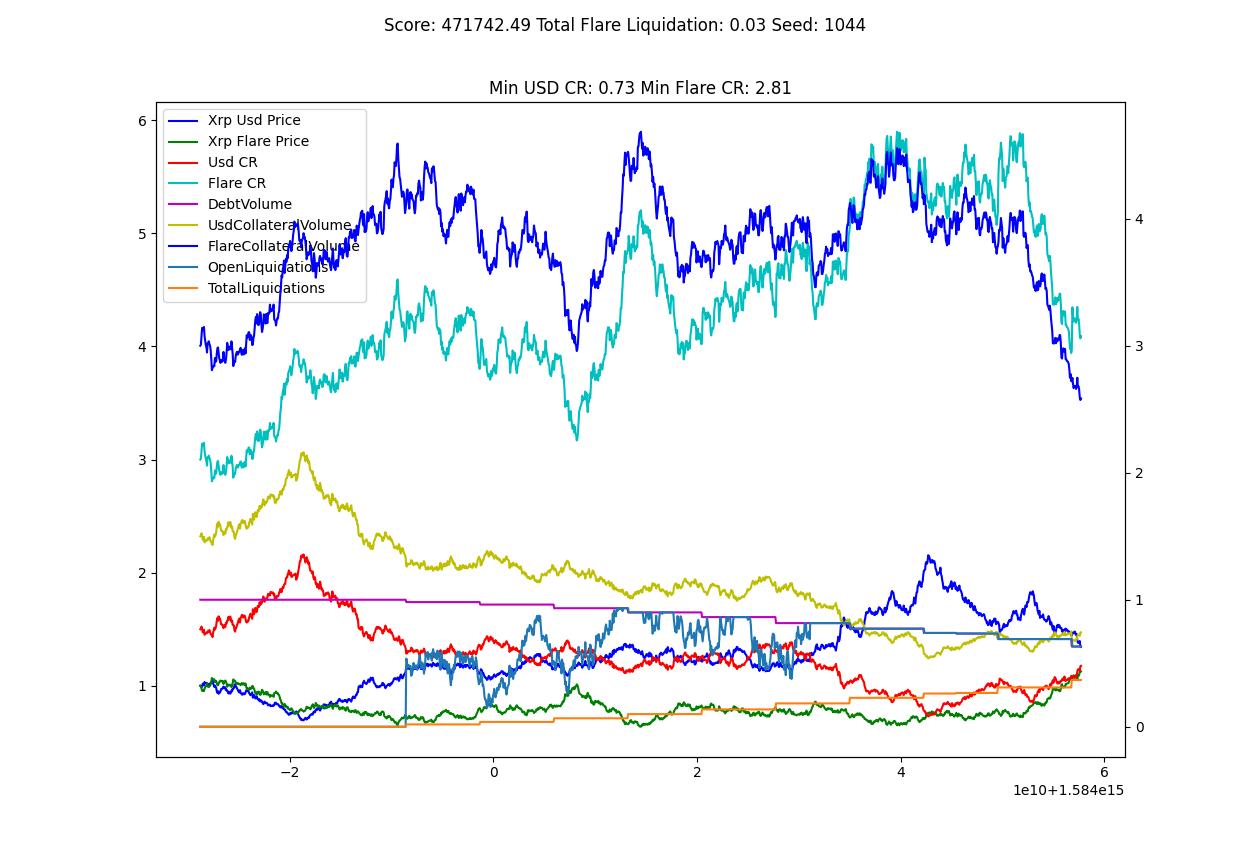 Score: 471742.49 Total Flare Liquidation: 0.03 Seed: 1044
Min USD CR: 0.73 Min Flare CR: 2.81
Xrp Usd Price
Xrp Flare Price
Usd CR
Flare CR
DebtVolume
UsdCollateralVolume
FlareCollateralVolume
OpenLiquidations
TotalLiquidations
6
5
4
3
2
1
4
3
2
1
0
−2
0
2
4
6
1e10+1.584e15